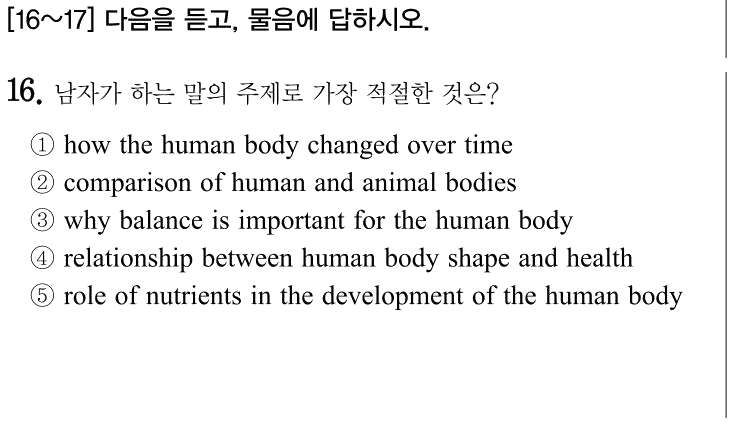 [16～17] 다음을 듣고, 물음에 답하시오.
16. 남자가 하는 말의 주제로 가장 적절한 것은?
① how the human body changed over time
② comparison of human and animal bodies
③ why balance is important for the human body
④ relationship between human body shape and health
⑤ role of nutrients in the development of the human body